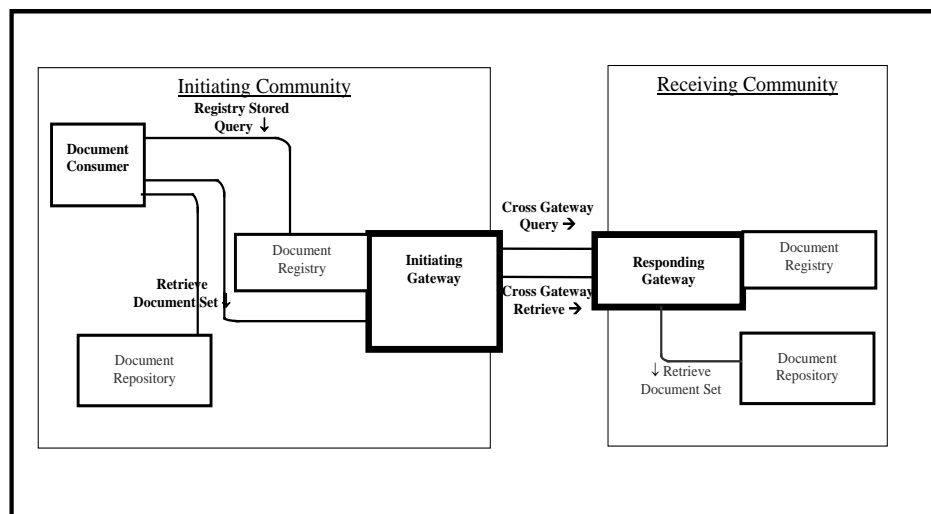 Initiating Community
Receiving Community
Registry Stored
Query ↓
Document
Consumer
Cross Gateway
Query →
Document
Registry
Initiating
Gateway
Responding
Gateway
Document
Registry
Retrieve
Document Set ↓
Cross Gateway
Retrieve →
Document
Repository
↓ Retrieve
Document Set
Document
Repository